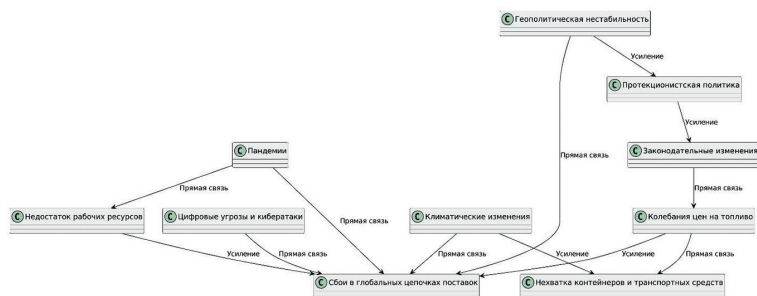 C Геополитическая нестабильность
Усиление
C Протекционистская политика
Усиление
C Пандемии
C Законодательные изменения
Прямая связь
Прямая связь
Прямая связь
C Недостаток рабочих ресурсов
C Цифровые угрозы и кибератаки
Прямая связь
C Климатические изменения
C Колебания цен на топливо
Усиление
Прямая связь
Прямая связь
Усиление
Усиление
Прямая связь
C Сбои в глобальных цепочках поставок
C Нехватка контейнеров и транспортных средств